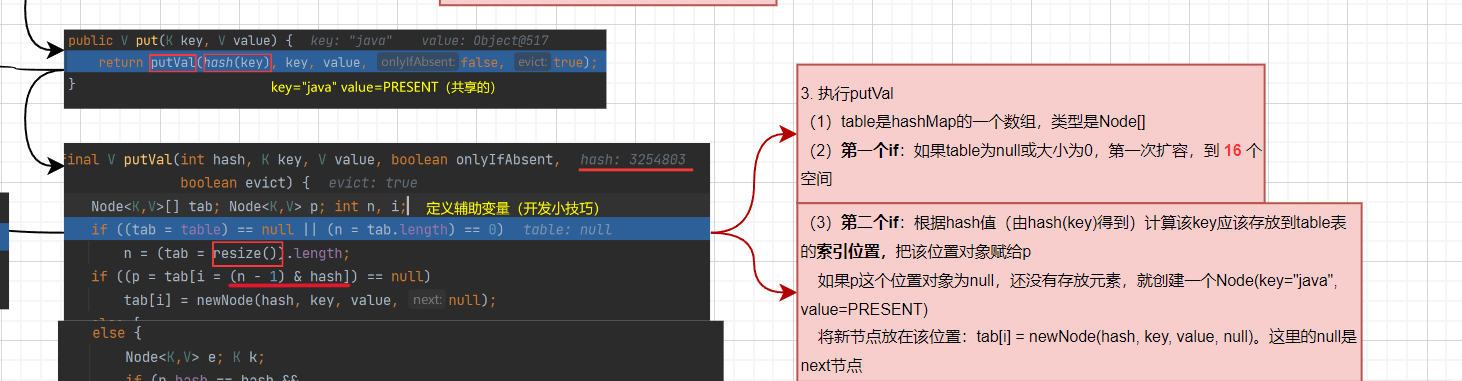 public V put(K key, V value) { key: "java" value: Object@517
return putVal(hash(key), key, value, onlyIfAbsent: false, evict: true);
}
key="java" value=PRESENT（共享的）
final V putVal(int hash, K key, V value, boolean onlyIfAbsent, hash: 3254803
boolean evict) { evict: true
Node<K,V>[] tab; Node<K,V> p; int n, i; 定义辅助变量（开发小技巧）
if ((tab = table) == null || (n = tab.length) == 0) table: null
n = (tab = resize()).length;
if ((p = tab[i = (n - 1) & hash]) == null)
tab[i] = newNode(hash, key, value, next: null);
else {
Node<K,V> e; K k;
if (p.hash == hash &&
3. 执行putVal
（1）table是hashMap的一个数组，类型是Node[]
（2）第一个if：如果table为null或大小为0，第一次扩容，到 16 个
空间
（3）第二个if：根据hash值（由hash(key)得到）计算该key应该存放到table表
的索引位置，把该位置对象赋给p
如果p这个位置对象为null，还没有存放元素，就创建一个Node(key="java",
value=PRESENT)
将新节点放在该位置：tab[i] = newNode(hash, key, value, null)。这里的null是
next节点